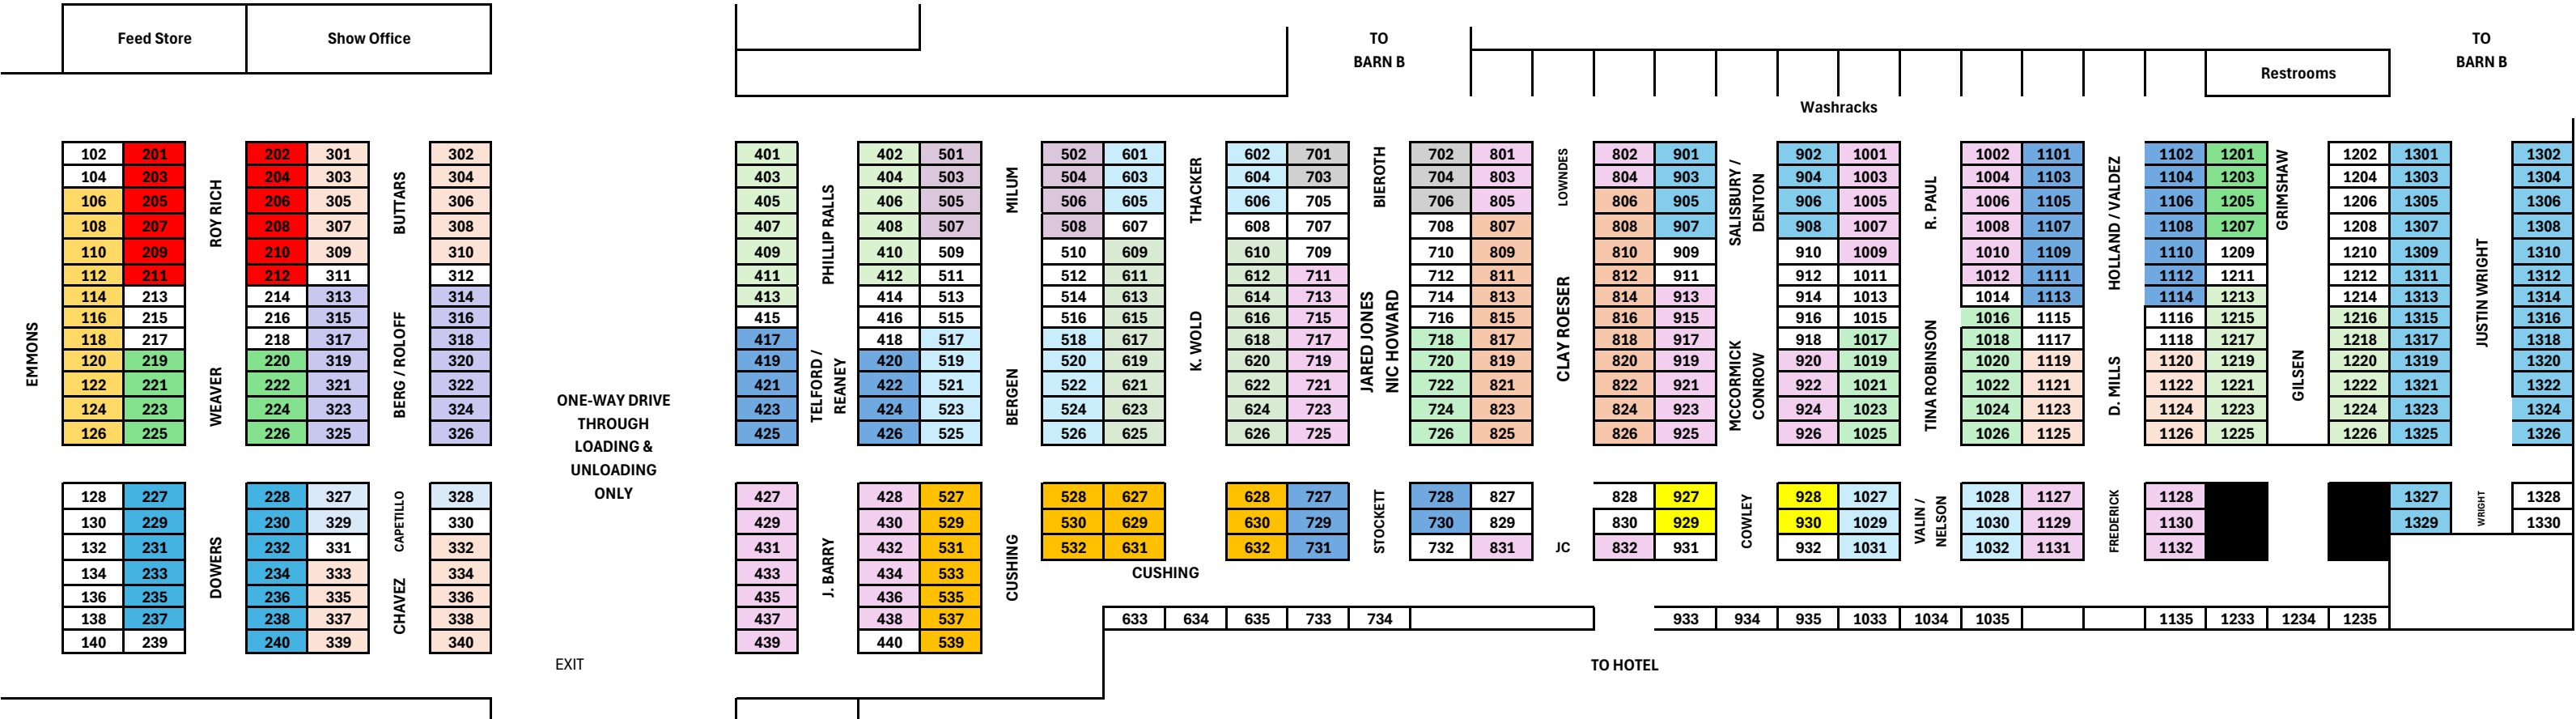 Feed Store Show Office TO TO
BARN B BARN B
Restrooms
Washracks
102 201 202 301 302 401 402 501 502 601 602 701 702 801 802 901 902 1001 1002 1101 1102 1201 1202 1301 1302
104 203 204 303 304 403 404 503 504 603 604 703 704 803 804 903 904 1003 1004 1103 1104 1203 1204 1303 1304
106 205 206 305 306 405 406 505 506 605 606 705 706 805 806 905 906 1005 1006 1105 1106 1205 1206 1305 1306
108 207 208 307 308 407 408 507 508 607 608 707 708 807 808 907 908 1007 1008 1107 1108 1207 1208 1307 1308
110 209 210 309 310 409 410 509 510 609 610 709 710 809 810 909 910 1009 1010 1109 1110 1209 1210 1309 1310
112 211 212 311 312 411 412 511 512 611 612 711 712 811 812 911 912 1011 1012 1111 1112 1211 1212 1311 1312
114 213 214 313 314 413 414 513 514 613 614 713 714 813 814 913 914 1013 1014 1113 1114 1213 1214 1313 1314
116 215 216 315 316 415 416 515 516 615 616 715 716 815 816 915 916 1015 1016 1115 1116 1215 1216 1315 1316
118 217 218 317 318 417 418 517 518 617 618 717 718 817 818 917 918 1017 1018 1117 1118 1217 1218 1317 1318
120 219 220 319 320 419 420 519 520 619 620 719 720 819 820 919 920 1019 1020 1119 1120 1219 1220 1319 1320
122 221 222 321 322 421 422 521 522 621 622 721 722 821 822 921 922 1021 1022 1121 1122 1221 1222 1321 1322
124 223 224 323 324 423 424 523 524 623 624 723 724 823 824 923 924 1023 1024 1123 1124 1223 1224 1323 1324
126 225 226 325 326 425 426 525 526 625 626 725 726 825 826 925 926 1025 1026 1125 1126 1225 1226 1325 1326
EMMONS
ROY RICH
WEAVER
BUTTARS
BERG / ROLOFF
ONE-WAY DRIVE
THROUGH
LOADING &
UNLOADING
ONLY
PHILLIP RALLS
TELFORD /
REANEY
MILUM
BERGEN
THACKER
K. WOLD
BIEROTH
JARED JONES
NIC HOWARD
LOWNDES
CLAY ROESER
SALISBURY /
DENTON
MCCORMICK
CONROW
R. PAUL
TINA ROBINSON
HOLLAND / VALDEZ
D. MILLS
GRIMSHAW
GILSEN
JUSTIN WRIGHT
128 227 228 327 328 427 428 527 528 627 628 727 728 827 828 927 928 1027 1028 1127 1128 1327 1328
130 229 230 329 330 429 430 529 530 629 630 729 730 829 830 929 930 1029 1030 1129 1130 1329 1330
132 231 232 331 332 431 432 531 532 631 632 731 732 831 832 931 932 1031 1032 1131 1132
134 233 234 333 334 433 434 533
136 235 236 335 336 435 436 535
138 237 238 337 338 437 438 537
140 239 240 339 340 439 440 539
DOWERS
CAPETILLO
CHAVEZ
J. BARRY
CUSHING
CUSHING
STOCKETT
JC
COWLEY
VALIN /
NELSON
FREDERICK
WRIGHT
633 634 635 733 734 933 934 935 1033 1034 1035 1135 1233 1234 1235
EXIT
TO HOTEL